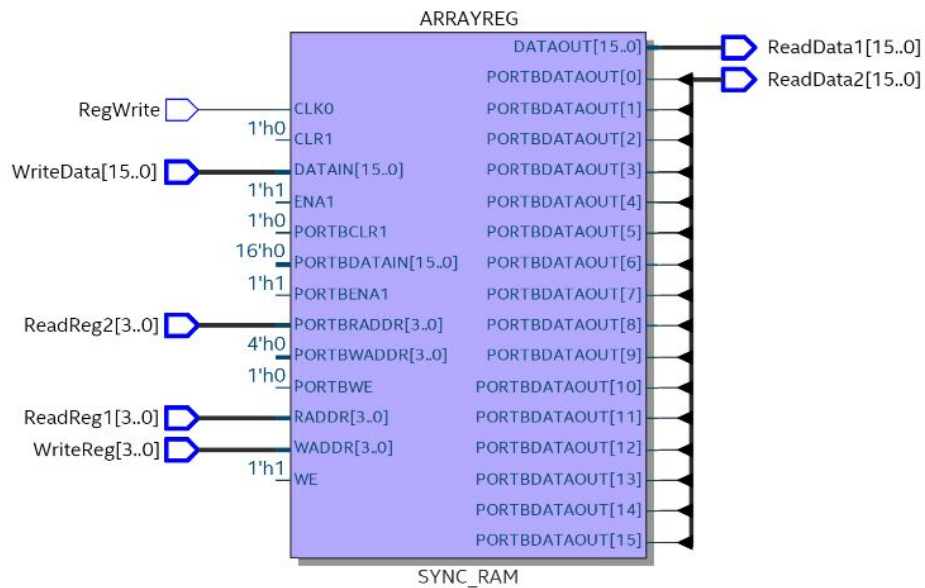 ARRAYREG
DATAOUT[15..0] ReadData1[15..0]
PORTBDATAOUT[0] ReadData2[15..0]
RegWrite CLK0 PORTBDATAOUT[1]
1'h0 CLR1 PORTBDATAOUT[2]
WriteData[15..0] DATAIN[15..0] PORTBDATAOUT[3]
1'h1 ENA1 PORTBDATAOUT[4]
1'h0 PORTBCLR1 PORTBDATAOUT[5]
16'h0 PORTBDATAIN[15..0] PORTBDATAOUT[6]
1'h1 PORTBENA1 PORTBDATAOUT[7]
ReadReg2[3..0] PORTBRADDR[3..0] PORTBDATAOUT[8]
4'h0 PORTBWADDR[3..0] PORTBDATAOUT[9]
1'h0 PORTBWE PORTBDATAOUT[10]
ReadReg1[3..0] RADDR[3..0] PORTBDATAOUT[11]
WriteReg[3..0] WADDR[3..0] PORTBDATAOUT[12]
1'h1 WE PORTBDATAOUT[13]
PORTBDATAOUT[14]
PORTBDATAOUT[15]
SYNC_RAM